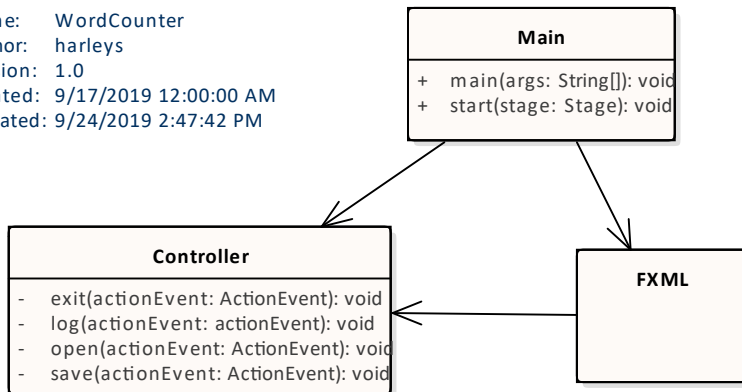 e: WordCounter
or: harleys
ion: 1.0
ted: 9/17/2019 12:00:00 AM
ated: 9/24/2019 2:47:42 PM
Main
+ main(args: String[]): void
+ start(stage: Stage): void
Controller
- exit(actionEvent: ActionEvent): void
- log(actionEvent: actionEvent): void
- open(actionEvent: ActionEvent): void
- save(actionEvent: ActionEvent): void
FXML